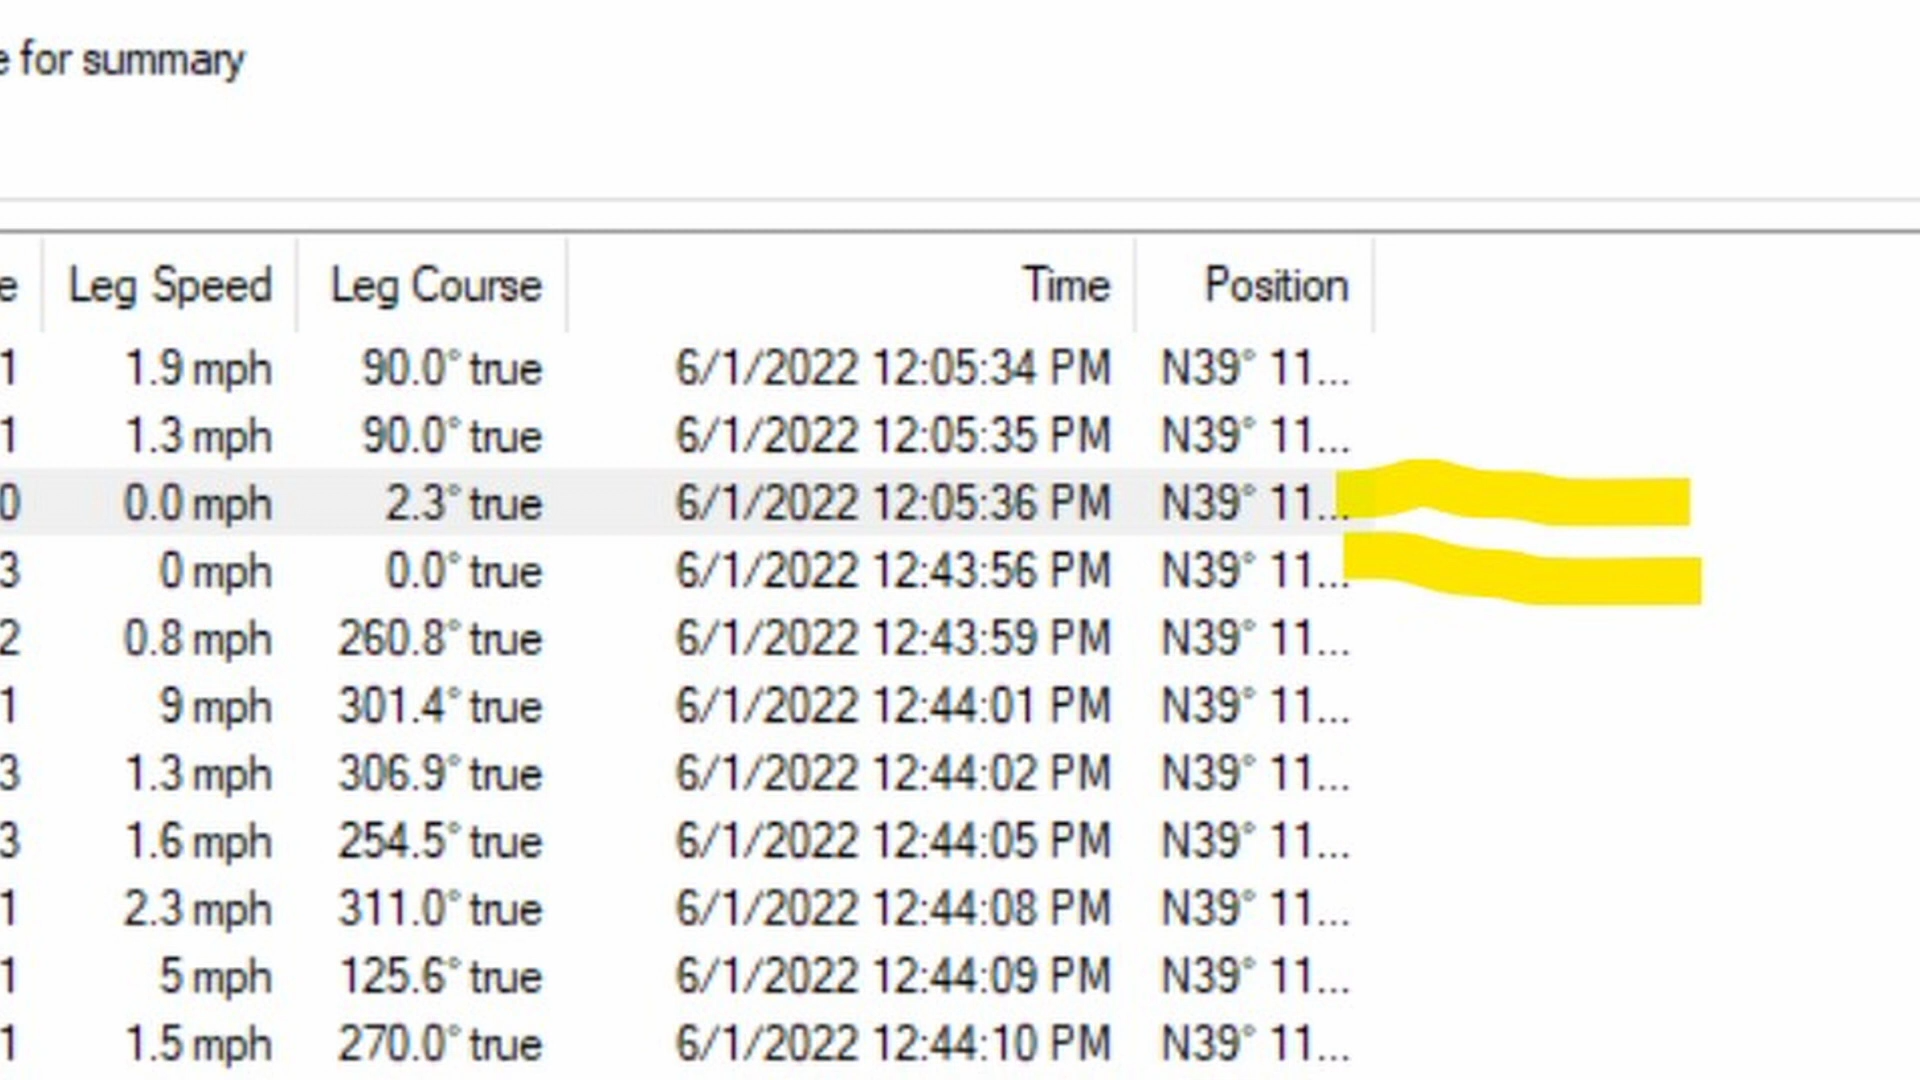 e for summary
e Leg Speed Leg Course Time Position
1 1.9 mph 90.0° true 6/1/2022 12:05:34 PM N39° 11...
1 1.3 mph 90.0° true 6/1/2022 12:05:35 PM N39° 11...
0 0.0 mph 2.3° true 6/1/2022 12:05:36 PM N39° 11...
3 0 mph 0.0° true 6/1/2022 12:43:56 PM N39° 11...
2 0.8 mph 260.8° true 6/1/2022 12:43:59 PM N39° 11...
1 9 mph 301.4° true 6/1/2022 12:44:01 PM N39° 11...
3 1.3 mph 306.9° true 6/1/2022 12:44:02 PM N39° 11...
3 1.6 mph 254.5° true 6/1/2022 12:44:05 PM N39° 11...
1 2.3 mph 311.0° true 6/1/2022 12:44:08 PM N39° 11...
1 5 mph 125.6° true 6/1/2022 12:44:09 PM N39° 11...
1 1.5 mph 270.0° true 6/1/2022 12:44:10 PM N39° 11...